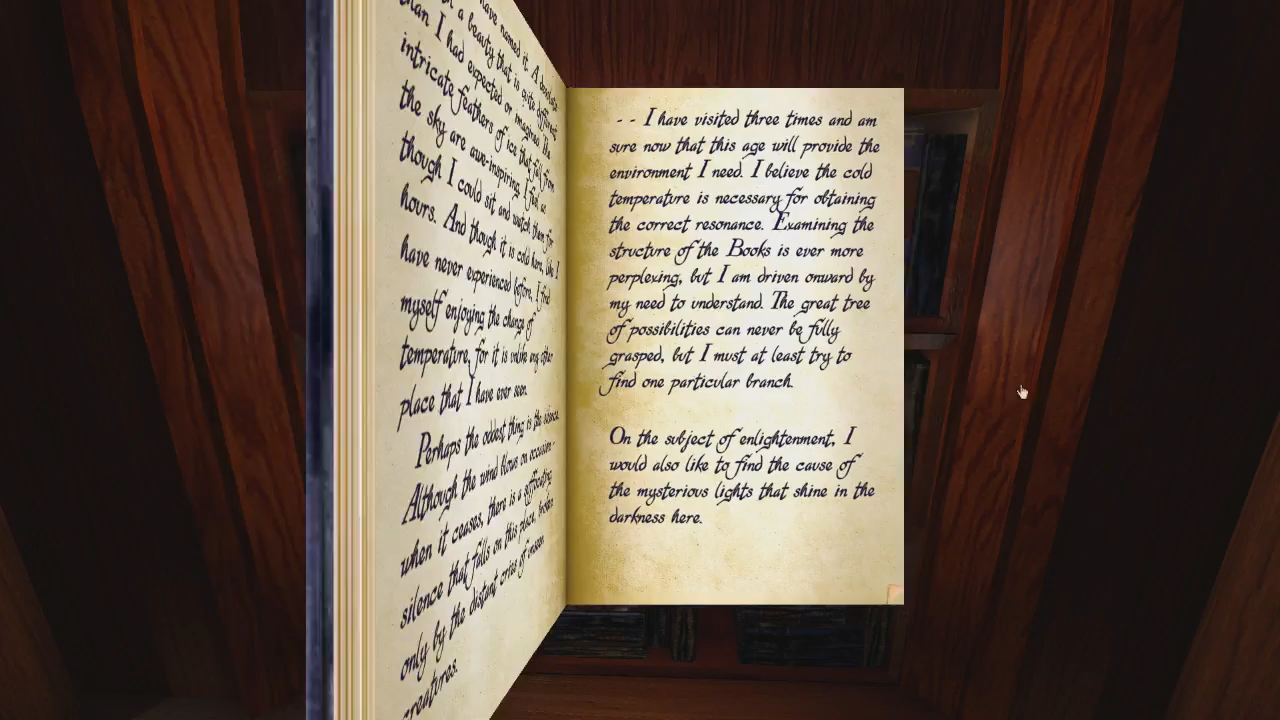 have named it. A desolate
a beauty that is quite different
than I had expected or imagined. The
intricate feathers of ice that fall from
the sky are awe-inspiring. I feel as
though I could sit and watch them for
hours. And though it is cold here, like I
have never experienced before, I find
myself enjoying the change of
temperature, for it is unlike any other
place that I have ever seen.
Perhaps the oddest thing is the silence.
Although the wind blows on occasion-
when it ceases, there is a suffocating
silence that falls on this place, broken
only by the distant cries of unseen
creatures.
- - I have visited three times and am
sure now that this age will provide the
environment I need. I believe the cold
temperature is necessary for obtaining
the correct resonance. Examining the
structure of the Books is ever more
perplexing, but I am driven onward by
my need to understand. The great tree
of possibilities can never be fully
grasped, but I must at least try to
find one particular branch.
On the subject of enlightenment, I
would also like to find the cause of
the mysterious lights that shine in the
darkness here.